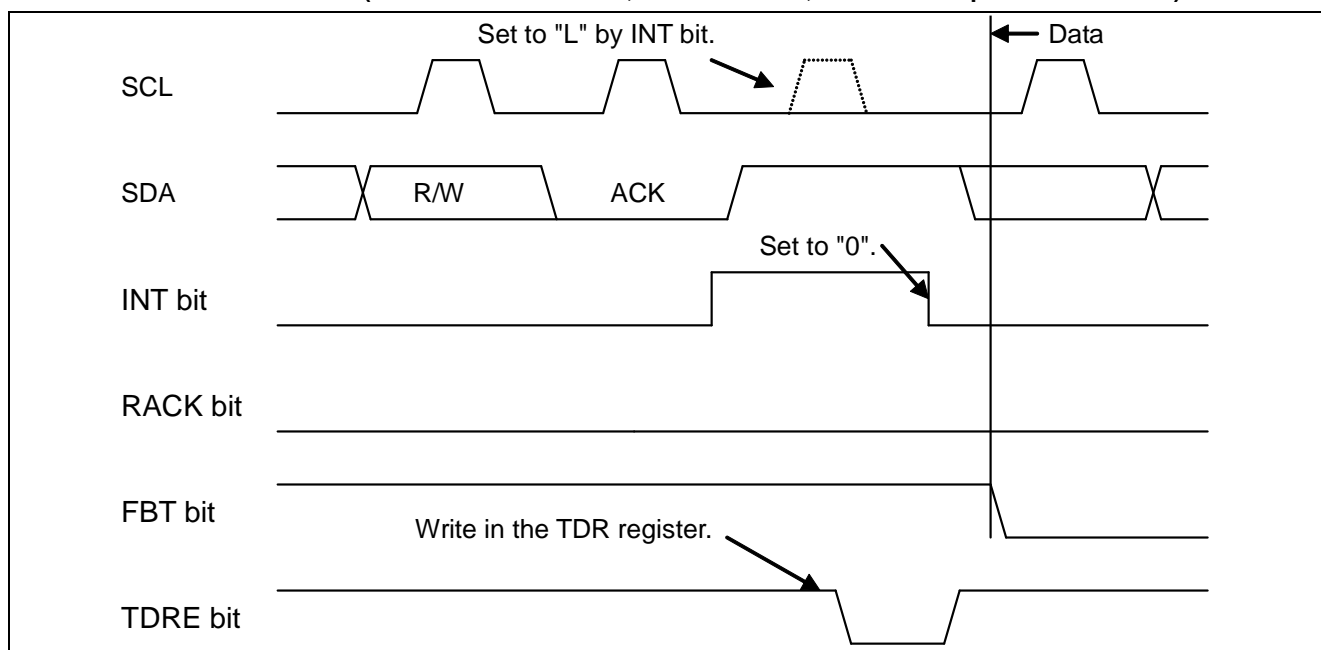 Set to "L" by INT bit.
Data
SCL
SDA
R/W
ACK
Set to "0".
INT bit
RACK bit
FBT bit
Write in the TDR register.
TDRE bit